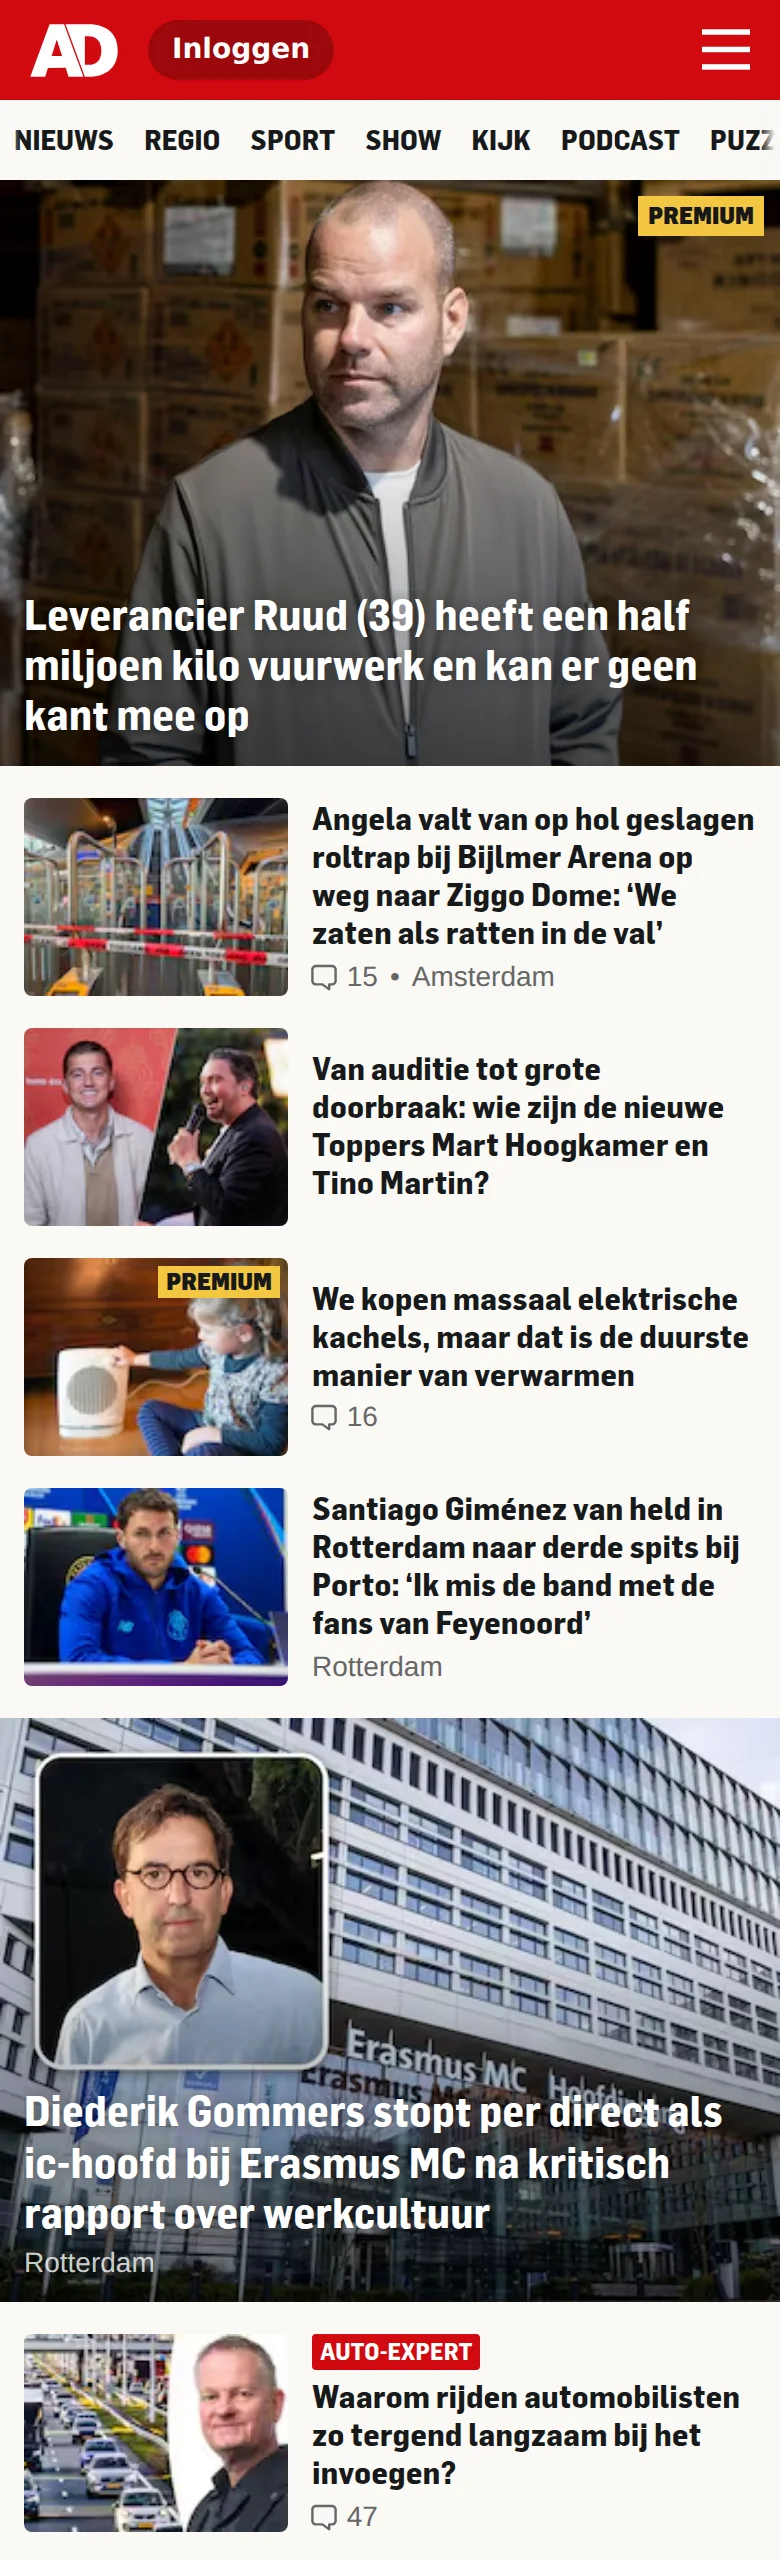 AD
Inloggen
NIEUWS REGIO SPORT SHOW KIJK PODCAST PUZZ
PREMIUM
Leverancier Ruud (39) heeft een half
miljoen kilo vuurwerk en kan er geen
kant mee op
Angela valt van op hol geslagen
roltrap bij Bijlmer Arena op
weg naar Ziggo Dome: ‘We
zaten als ratten in de val’
15 • Amsterdam
Van auditie tot grote
doorbraak: wie zijn de nieuwe
Toppers Mart Hoogkamer en
Tino Martin?
PREMIUM
We kopen massaal elektrische
kachels, maar dat is de duurste
manier van verwarmen
16
Santiago Giménez van held in
Rotterdam naar derde spits bij
Porto: ‘Ik mis de band met de
fans van Feyenoord’
Rotterdam
Erasmus MC
Diederik Gommers stopt per direct als
ic-hoofd bij Erasmus MC na kritisch
rapport over werkcultuur
Rotterdam
AUTO-EXPERT
Waarom rijden automobilisten
zo tergend langzaam bij het
invoegen?
47